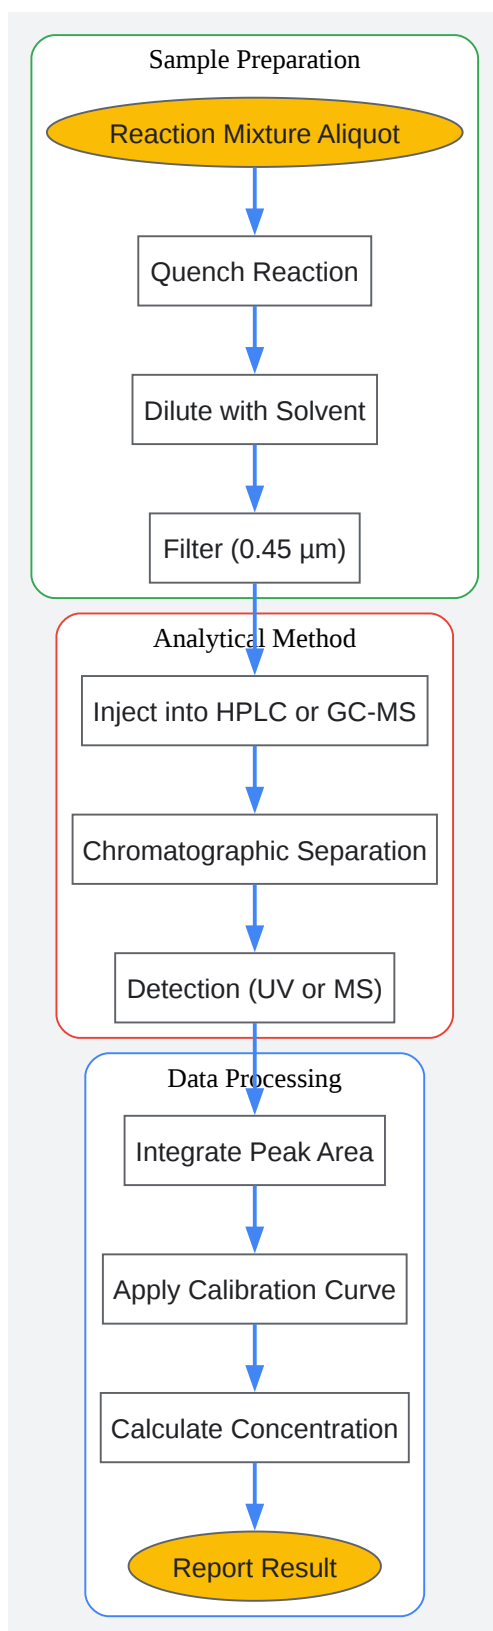 Sample Preparation
Reaction Mixture Aliquot
Quench Reaction
Dilute with Solvent
Filter (0.45 µm)
Analytical Method
Inject into HPLC or GC-MS
Chromatographic Separation
Detection (UV or MS)
Data Processing
Integrate Peak Area
Apply Calibration Curve
Calculate Concentration
Report Result